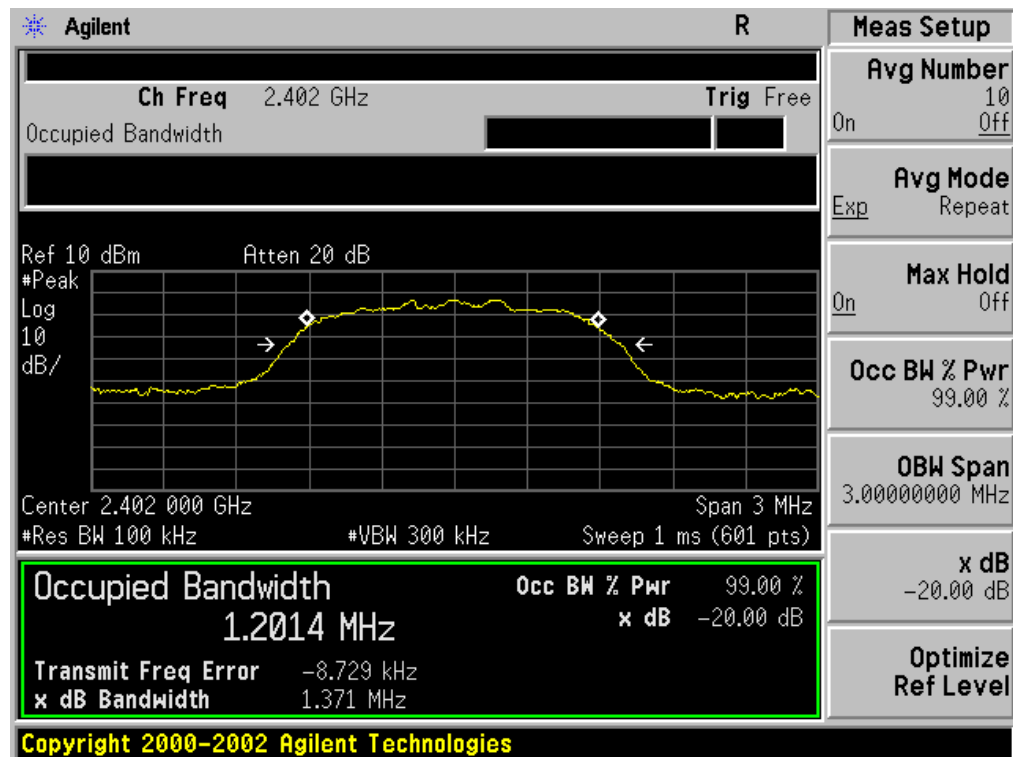 Agilent R Meas Setup
Ch Freq 2.402 GHz Trig Free
Occupied Bandwidth
Avg Number
10
On Off
Avg Mode
Exp Repeat
Max Hold
On Off
Occ BW % Pwr
99.00 %
OBW Span
3.00000000 MHz
x dB
-20.00 dB
Optimize
Ref Level
Ref 10 dBm Atten 20 dB
#Peak
Log
10
dB/
Center 2.402 000 GHz Span 3 MHz
#Res BW 100 kHz #VBW 300 kHz Sweep 1 ms (601 pts)
Occupied Bandwidth Occ BW % Pwr 99.00 %
1.2014 MHz x dB -20.00 dB
Transmit Freq Error -8.729 kHz
x dB Bandwidth 1.371 MHz
Copyright 2000-2002 Agilent Technologies